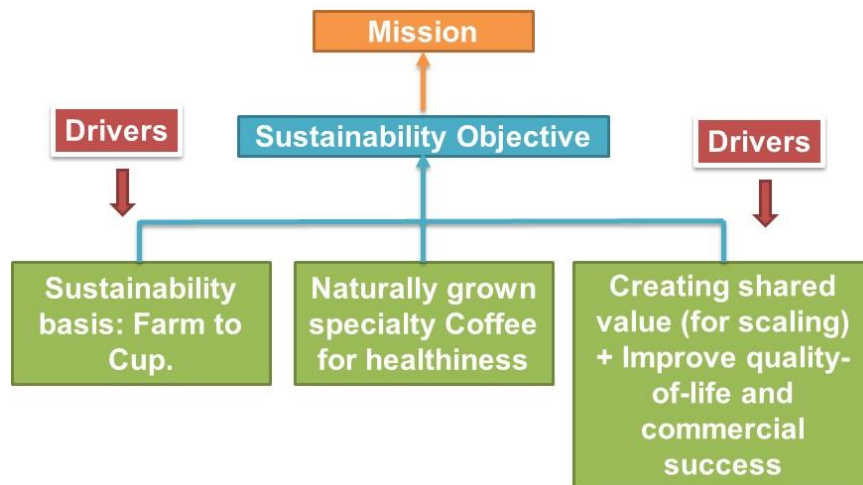 Mission
Drivers
Sustainability Objective
Drivers
Sustainability
basis: Farm to
Cup.
Naturally grown
specialty Coffee
for healthiness
Creating shared
value (for scaling)
+ Improve quality-
of-life and
commercial
success